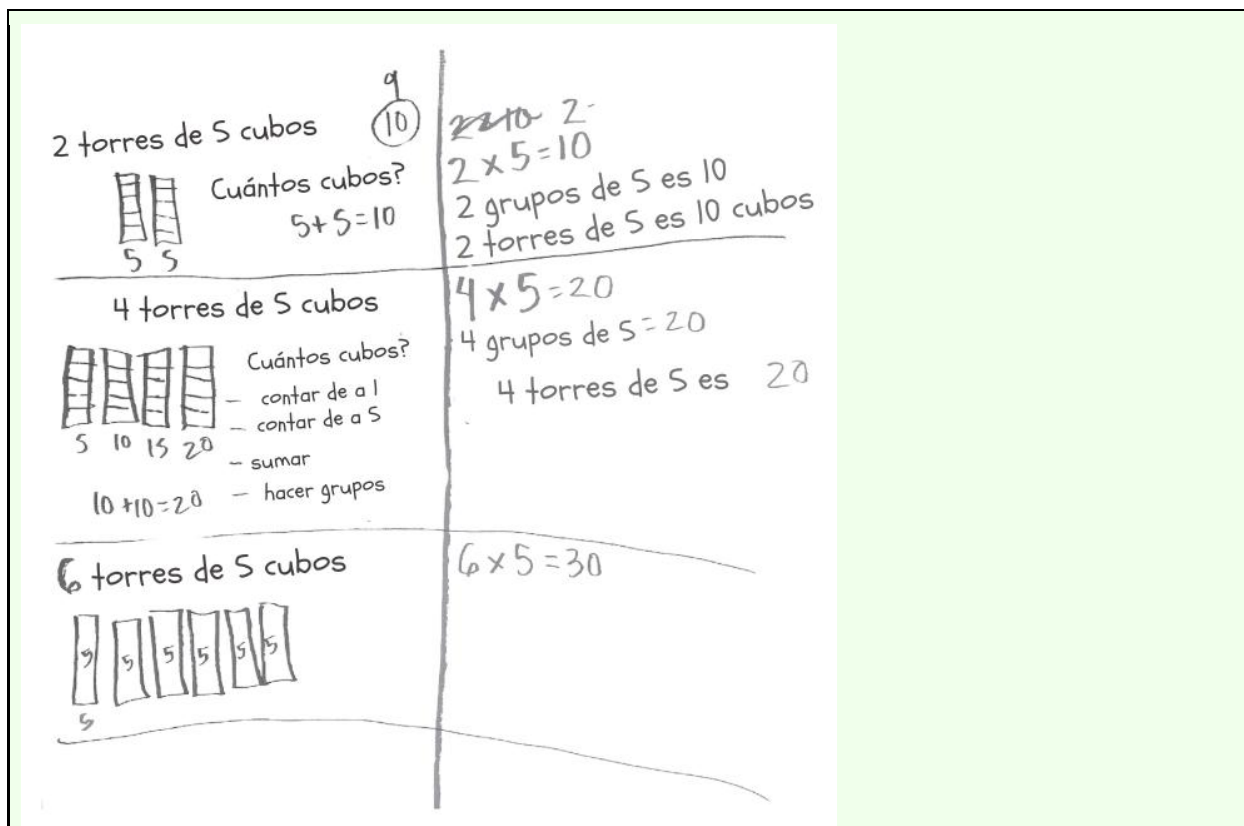 9
2 torres de 5 cubos
10
Cuántos cubos?
5+5=10
5 5
2
2 x 5=10
2 grupos de 5 es 10
2 torres de 5 es 10 cubos
4 torres de 5 cubos
Cuántos cubos?
– contar de a 1
– contar de a 5
5 10 15 20
– sumar
10+10=20
– hacer grupos
4 x 5=20
4 grupos de 5=20
4 torres de 5 es 20
6 torres de 5 cubos
5 5 5 5 5 5
5
6 x 5=30